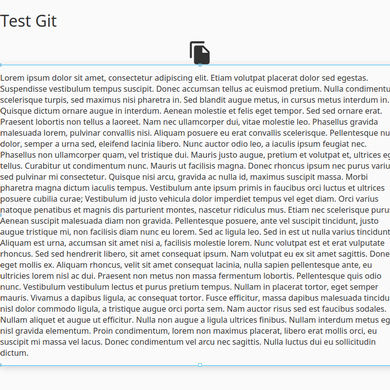 Test Git
Lorem ipsum dolor sit amet, consectetur adipiscing elit. Etiam volutpat placerat dolor sed egestas.
Suspendisse vestibulum tempus suscipit. Donec accumsan tellus ac euismod pretium. Nulla condimentu
scelerisque turpis, sed maximus nisi pharetra in. Sed blandit augue metus, in cursus metus interdum in.
Quisque dictum ornare augue in interdum. Aenean molestie et felis eget tempor. Sed sed ornare erat.
Praesent lobortis non tellus a laoreet. Nam nec ullamcorper dui, vitae mollis leo. Phasellus gravida
malesuada lorem, pulvinar convallis nisi. Aliquam posuere eu erat convallis scelerisque. Pellentesque nu
dolor, semper a urna sed, eleifend lacinia libero. Nunc auctor odio leo, a iaculis ipsum feugiat nec.
Phasellus non ullamcorper quam, vel tristique dui. Mauris justo augue, pretium et volutpat et, ultrices eg
tellus. Curabitur ut condimentum nunc. Mauris ut facilisis magna. Donec rhoncus ipsum nec purus variu
sed pulvinar mi consectetur. Quisque nisi arcu, gravida ac nulla id, maximus suscipit massa. Morbi
pharetra magna dictum iaculis tempus. Vestibulum ante ipsum primis in faucibus orci luctus et ultrices
posuere cubilia curae; Vestibulum id justo vehicula dolor imperdiet tempus vel eget diam. Orci varius
natoque penatibus et magnis dis parturient montes, nascetur ridiculus mus. Etiam nec scelerisque puru
Aenean suscipit malesuada diam non gravida. Pellentesque posuere, ante vel suscipit tincidunt, justo
augue tristique mi, non facilisis diam nunc eu lorem. Sed ac ligula leo. Sed in est ut nulla varius tincidunt
Aliquam est urna, accumsan sit amet nisi a, facilisis molestie lorem. Nunc volutpat est et erat vulputate
rhoncus. Sed sed hendrerit libero, sit amet consequat ipsum. Nam volutpat eu ex sit amet sagittis. Done
eget mollis ex. Aliquam rhoncus, velit sit amet consequat lacinia, nulla sapien pellentesque ante, eu
ultricies lorem nisl ac dui. Praesent non metus non massa fermentum lobortis. Pellentesque quis odio
nunc. Vestibulum vestibulum lectus et purus pretium tempus. Nullam in placerat tortor, eget semper
mauris. Vivamus a dapibus ligula, ac consequat tortor. Fusce efficitur, massa dapibus malesuada tincidu
nisl dolor commodo ligula, a tristique augue orci porta sem. Nam auctor risus sed est faucibus sodales.
Nullam aliquet et augue ut efficitur. Nulla non augue a ligula lobortis ultrices eu eu ex. Nullam interdum metus eg
nisl gravida elementum. Proin condimentum, lorem non maximus placerat, libero erat mollis orci, eu
suscipit mi massa vel lacus. Donec condimentum vel arcu nec sagittis. Nulla luctus dui eu sollicitudin
dictum.